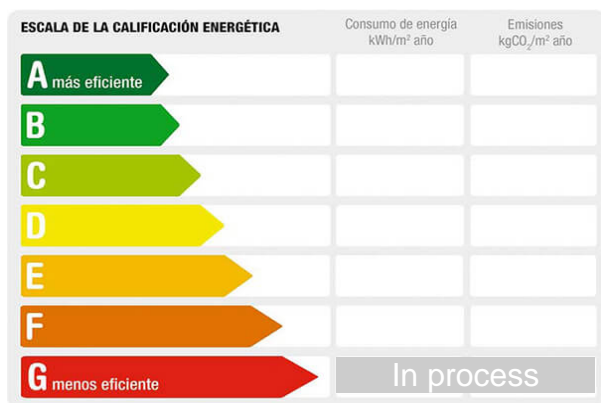 ESCALA DE LA CALIFICACIÓN ENERGÉTICA
Consumo de energía
kWh/m² año
Emisiones
kgCO₂/m² año
A más eficiente
B
C
D
E
F
G menos eficiente
In process